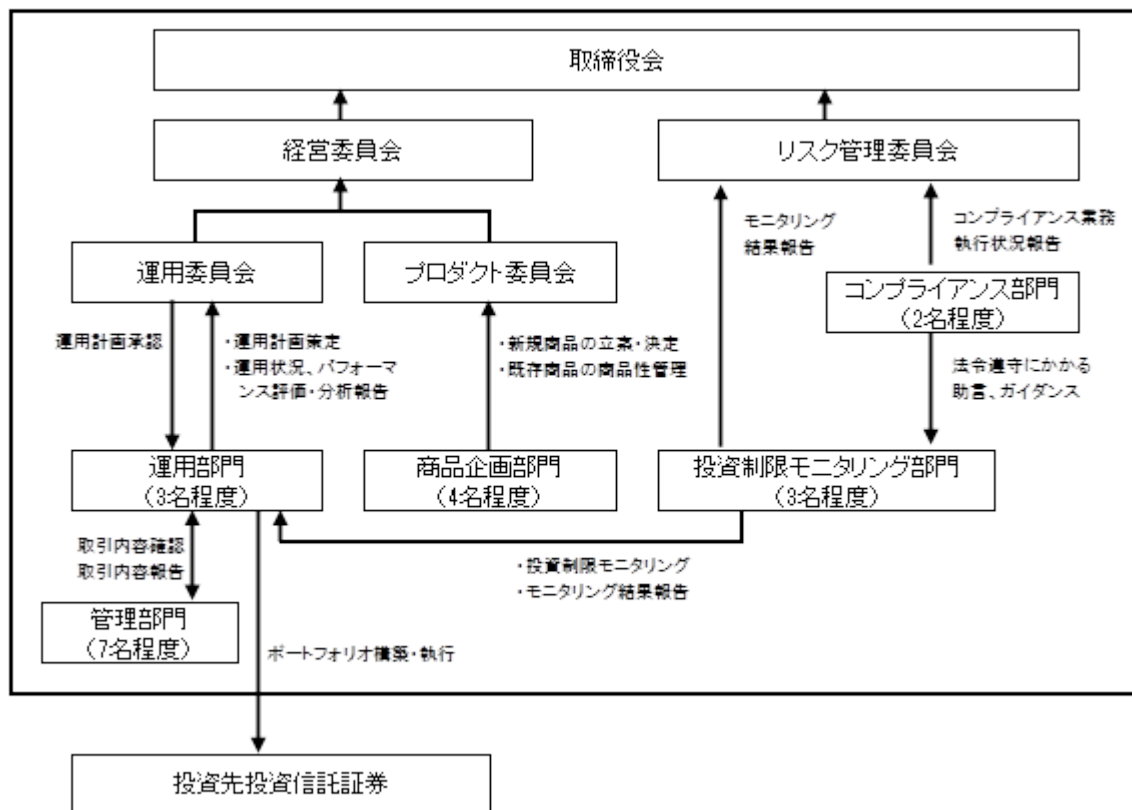 取締役会
経営委員会
リスク管理委員会
モニタリング
結果報告
コンプライアンス業務
執行状況報告
運用委員会
プロダクト委員会
コンプライアンス部門
(2名程度)
運用計画承認
・運用計画策定
・運用状況、パフォーマ
ンス評価・分析報告
・新規商品の立案・決定
・既存商品の商品性管理
法令遵守にかかる
助言、ガイダンス
運用部門
(3名程度)
商品企画部門
(4名程度)
投資制限モニタリング部門
(3名程度)
取引内容確認
取引内容報告
・投資制限モニタリング
・モニタリング結果報告
管理部門
(7名程度)
ポートフォリオ構築・執行
投資先投資信託証券